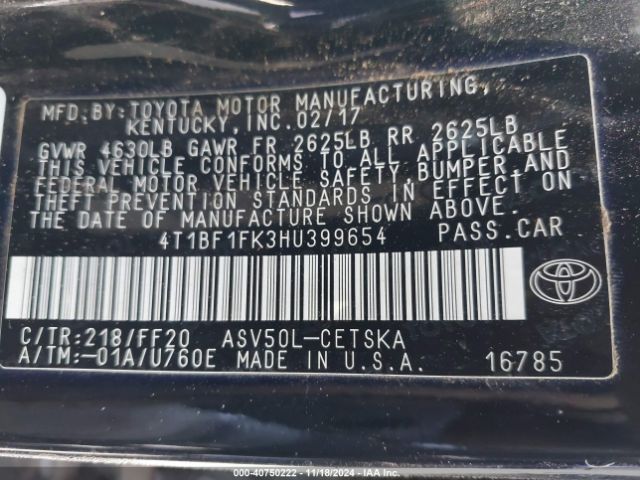 MFD. BY: TOYOTA MOTOR MANUFACTURING,
KENTUCKY, INC. 02/17
GVWR 4630LB GAWR FR 2625LB RR 2625LB
THIS VEHICLE CONFORMS TO ALL APPLICABLE
FEDERAL MOTOR VEHICLE SAFETY, BUMPER, AND
THEFT PREVENTION STANDARDS IN EFFECT ON
THE DATE OF MANUFACTURE SHOWN ABOVE.
4T1BF1FK3HU399654 PASS.CAR
C/TR:218/FF20 ASV50L-CETSKA
A/TM:-01A/U760E MADE IN U.S.A. 16785
000-40750222 - 11/18/2024 - IAAI.com